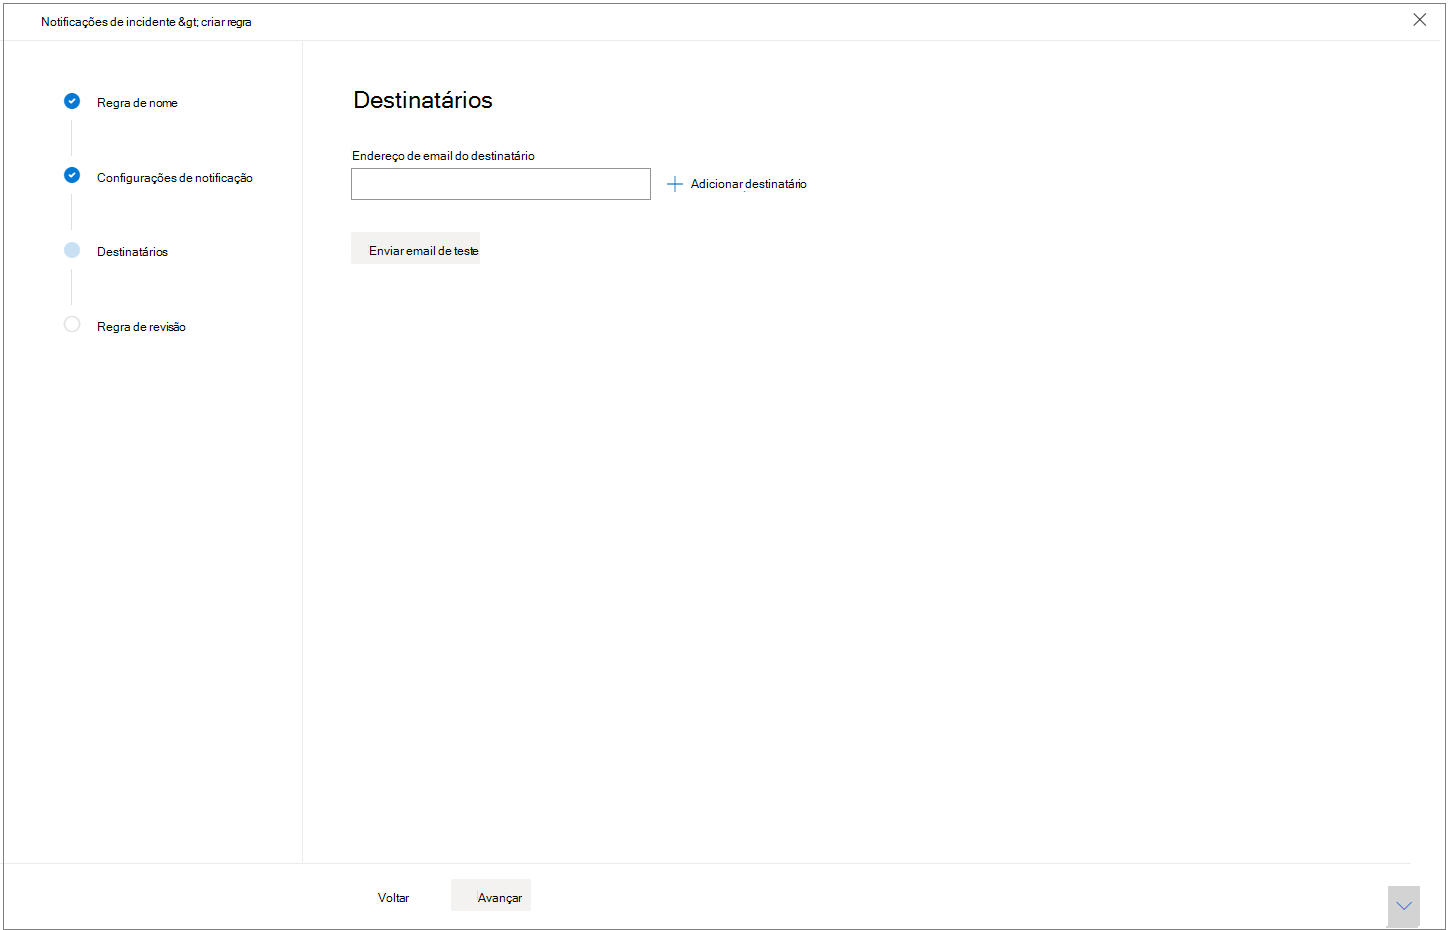 Notificações de incidente &gt; criar regra
Regra de nome
Configurações de notificação
Destinatários
Regra de revisão
Destinatários
Endereço de email do destinatário
Adicionar destinatário
Enviar email de teste
Voltar
Avançar